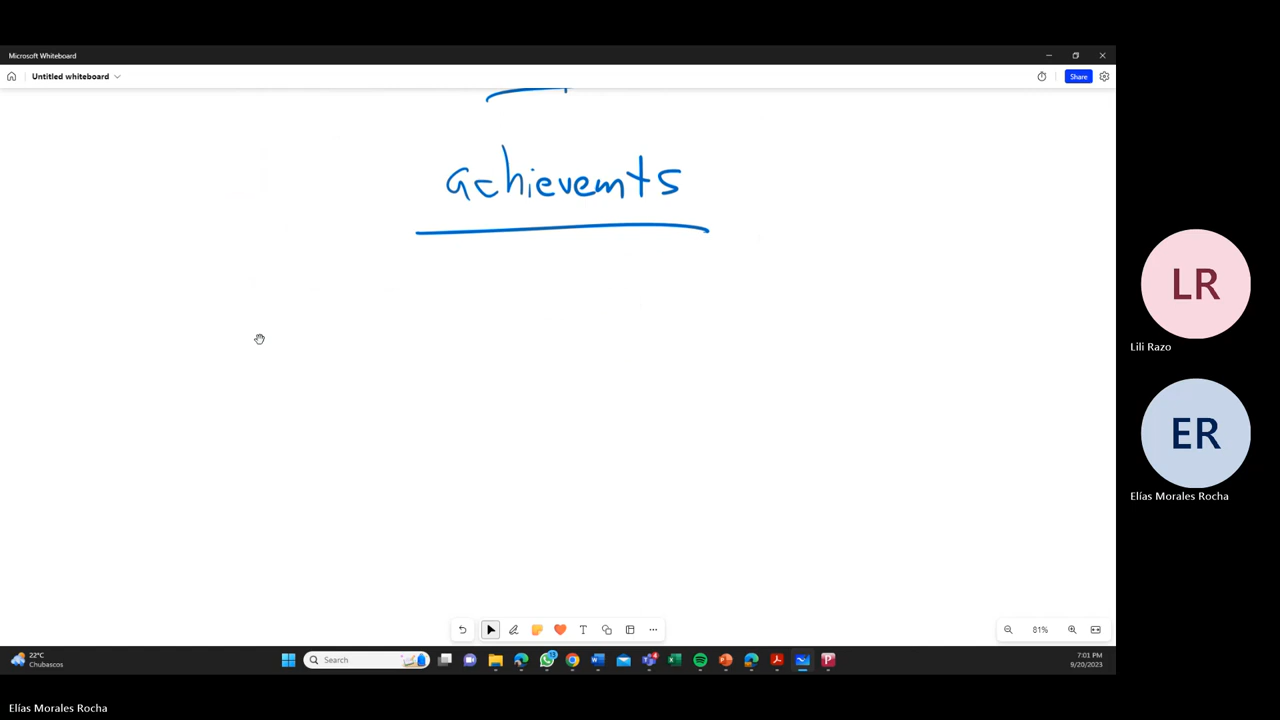 Microsoft Whiteboard
Untitled whiteboard
Share
achievemts
LR
Lili Razo
ER
Elías Morales Rocha
81%
22°C
Chubascos
Search
7:01 PM
9/20/2023
Elías Morales Rocha